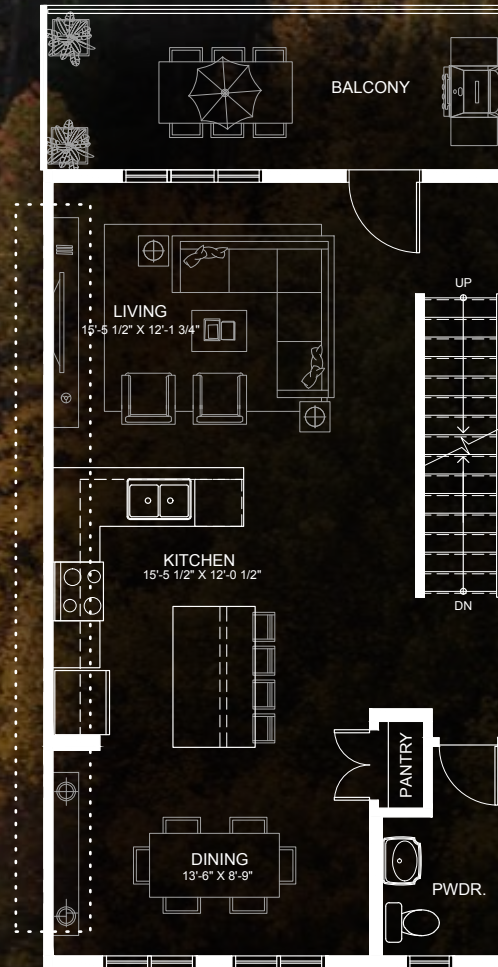 BALCONY
UP
LIVING
15'-5 1/2" X 12'-1 3/4"
KITCHEN
15'-5 1/2" X 12'-0 1/2"
DN
PANTRY
DINING
13'-6" X 8'-9"
PWDR.